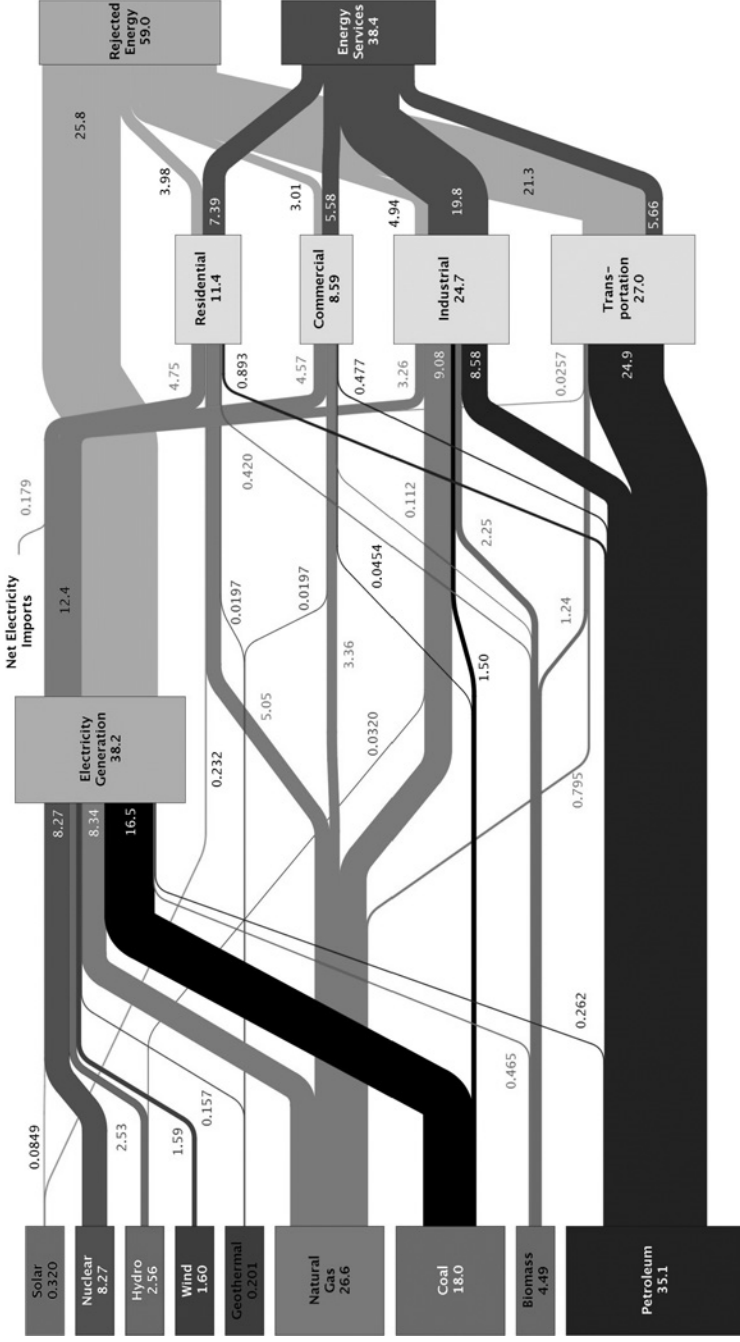 Rejected
Energy
59.0
Energy
Services
38.4
25.8
3.98
7.39
3.01
5.58
4.94
19.8
21.3
5.66
Residential
11.4
Commercial
8.59
Industrial
24.7
Trans-
portation
27.0
4.75
0.893
4.57
0.477
3.26
9.08
8.58
0.0257
24.9
0.179
Net Electricity
Imports
12.4
0.420
0.0197
0.0197
0.112
0.0454
2.25
1.24
3.36
5.05
0.0320
1.50
0.795
Electricity
Generation
38.2
0.232
8.27
8.34
16.5
0.262
0.465
0.0849
2.53
1.59
0.157
Solar
0.320
Nuclear
8.27
Hydro
2.56
Wind
1.60
Geothermal
0.201
Natural
Gas
26.6
Coal
18.0
Biomass
4.49
Petroleum
35.1